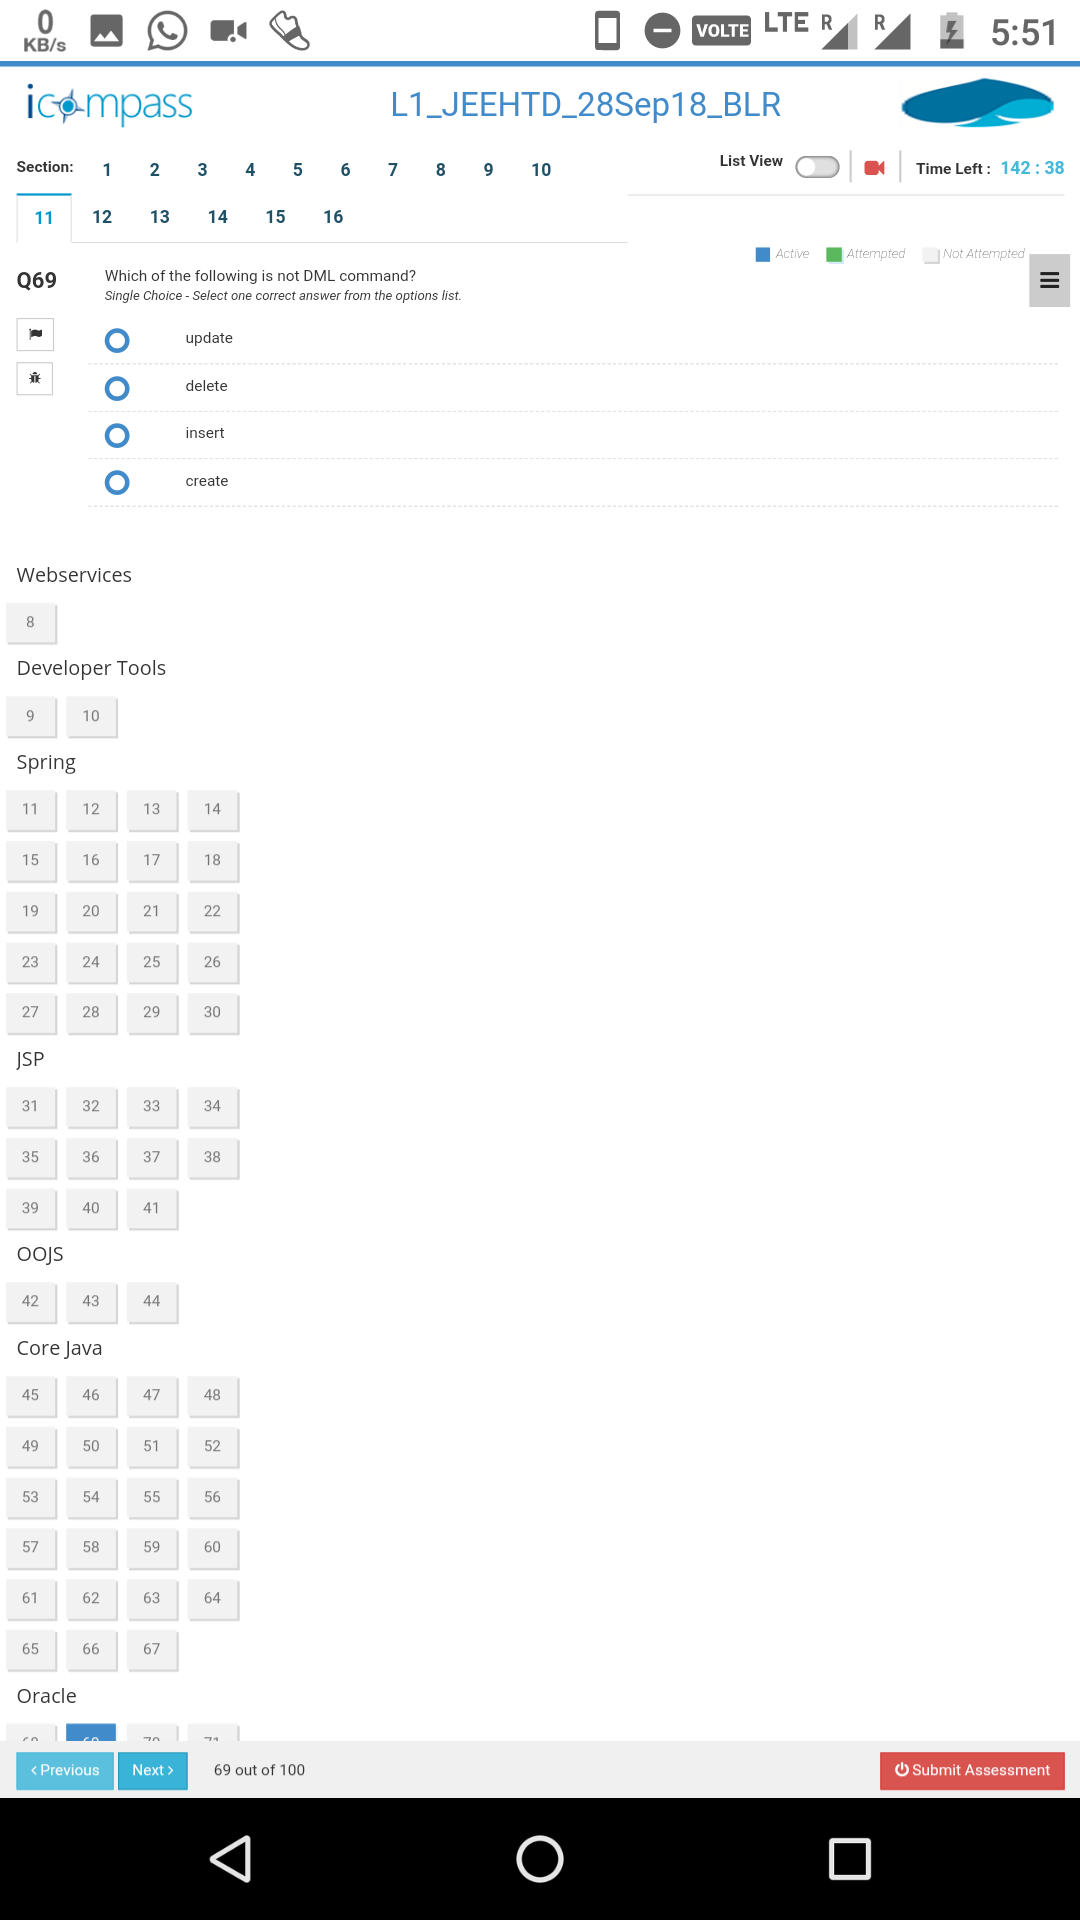 0
KB/s
VOLTE
LTE
R
R
5:51
icompass
L1_JEEHTD_28Sep18_BLR
Section: 1 2 3 4 5 6 7 8 9 10
List View
Time Left : 142 : 38
11 12 13 14 15 16
Active Attempted Not Attempted
Q69
Which of the following is not DML command?
Single Choice - Select one correct answer from the options list.
update
delete
insert
create
Webservices
8
Developer Tools
9 10
Spring
11 12 13 14
15 16 17 18
19 20 21 22
23 24 25 26
27 28 29 30
JSP
31 32 33 34
35 36 37 38
39 40 41
OOJS
42 43 44
Core Java
45 46 47 48
49 50 51 52
53 54 55 56
57 58 59 60
61 62 63 64
65 66 67
Oracle
68 69 70 71
Previous Next 69 out of 100 Submit Assessment